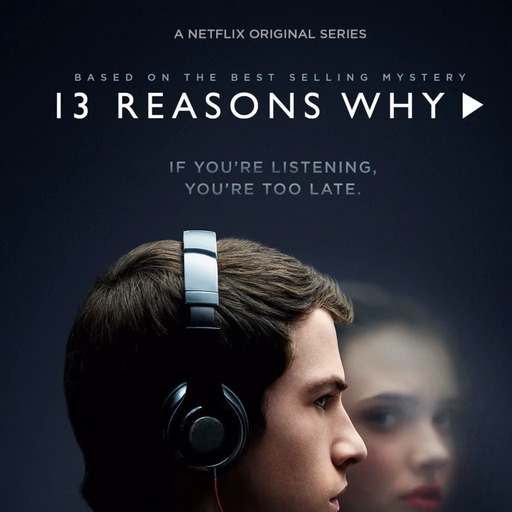 A NETFLIX ORIGINAL SERIES
BASED ON THE BEST SELLING MYSTERY
13 REASONS WHY
IF YOU'RE LISTENING,
YOU'RE TOO LATE.